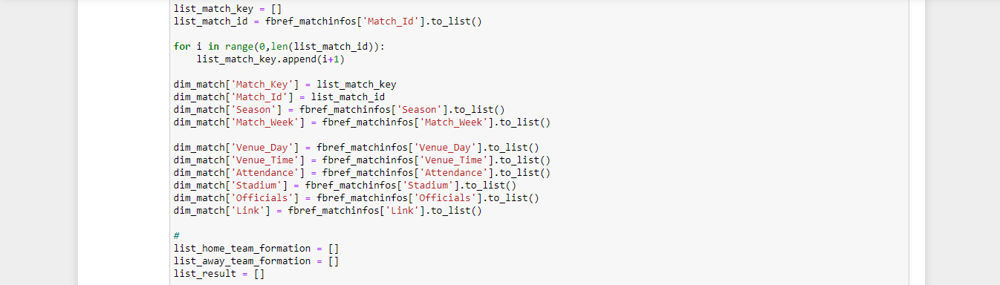 list_match_key = []
list_match_id = fbref_matchinfos['Match_Id'].to_list()
for i in range(0,len(list_match_id)):
    list_match_key.append(i+1)
dim_match['Match_Key'] = list_match_key
dim_match['Match_Id'] = list_match_id
dim_match['Season'] = fbref_matchinfos['Season'].to_list()
dim_match['Match_Week'] = fbref_matchinfos['Match_Week'].to_list()
dim_match['Venue_Day'] = fbref_matchinfos['Venue_Day'].to_list()
dim_match['Venue_Time'] = fbref_matchinfos['Venue_Time'].to_list()
dim_match['Attendance'] = fbref_matchinfos['Attendance'].to_list()
dim_match['Stadium'] = fbref_matchinfos['Stadium'].to_list()
dim_match['Officials'] = fbref_matchinfos['Officials'].to_list()
dim_match['Link'] = fbref_matchinfos['Link'].to_list()
#
list_home_team_formation = []
list_away_team_formation = []
list_result = []